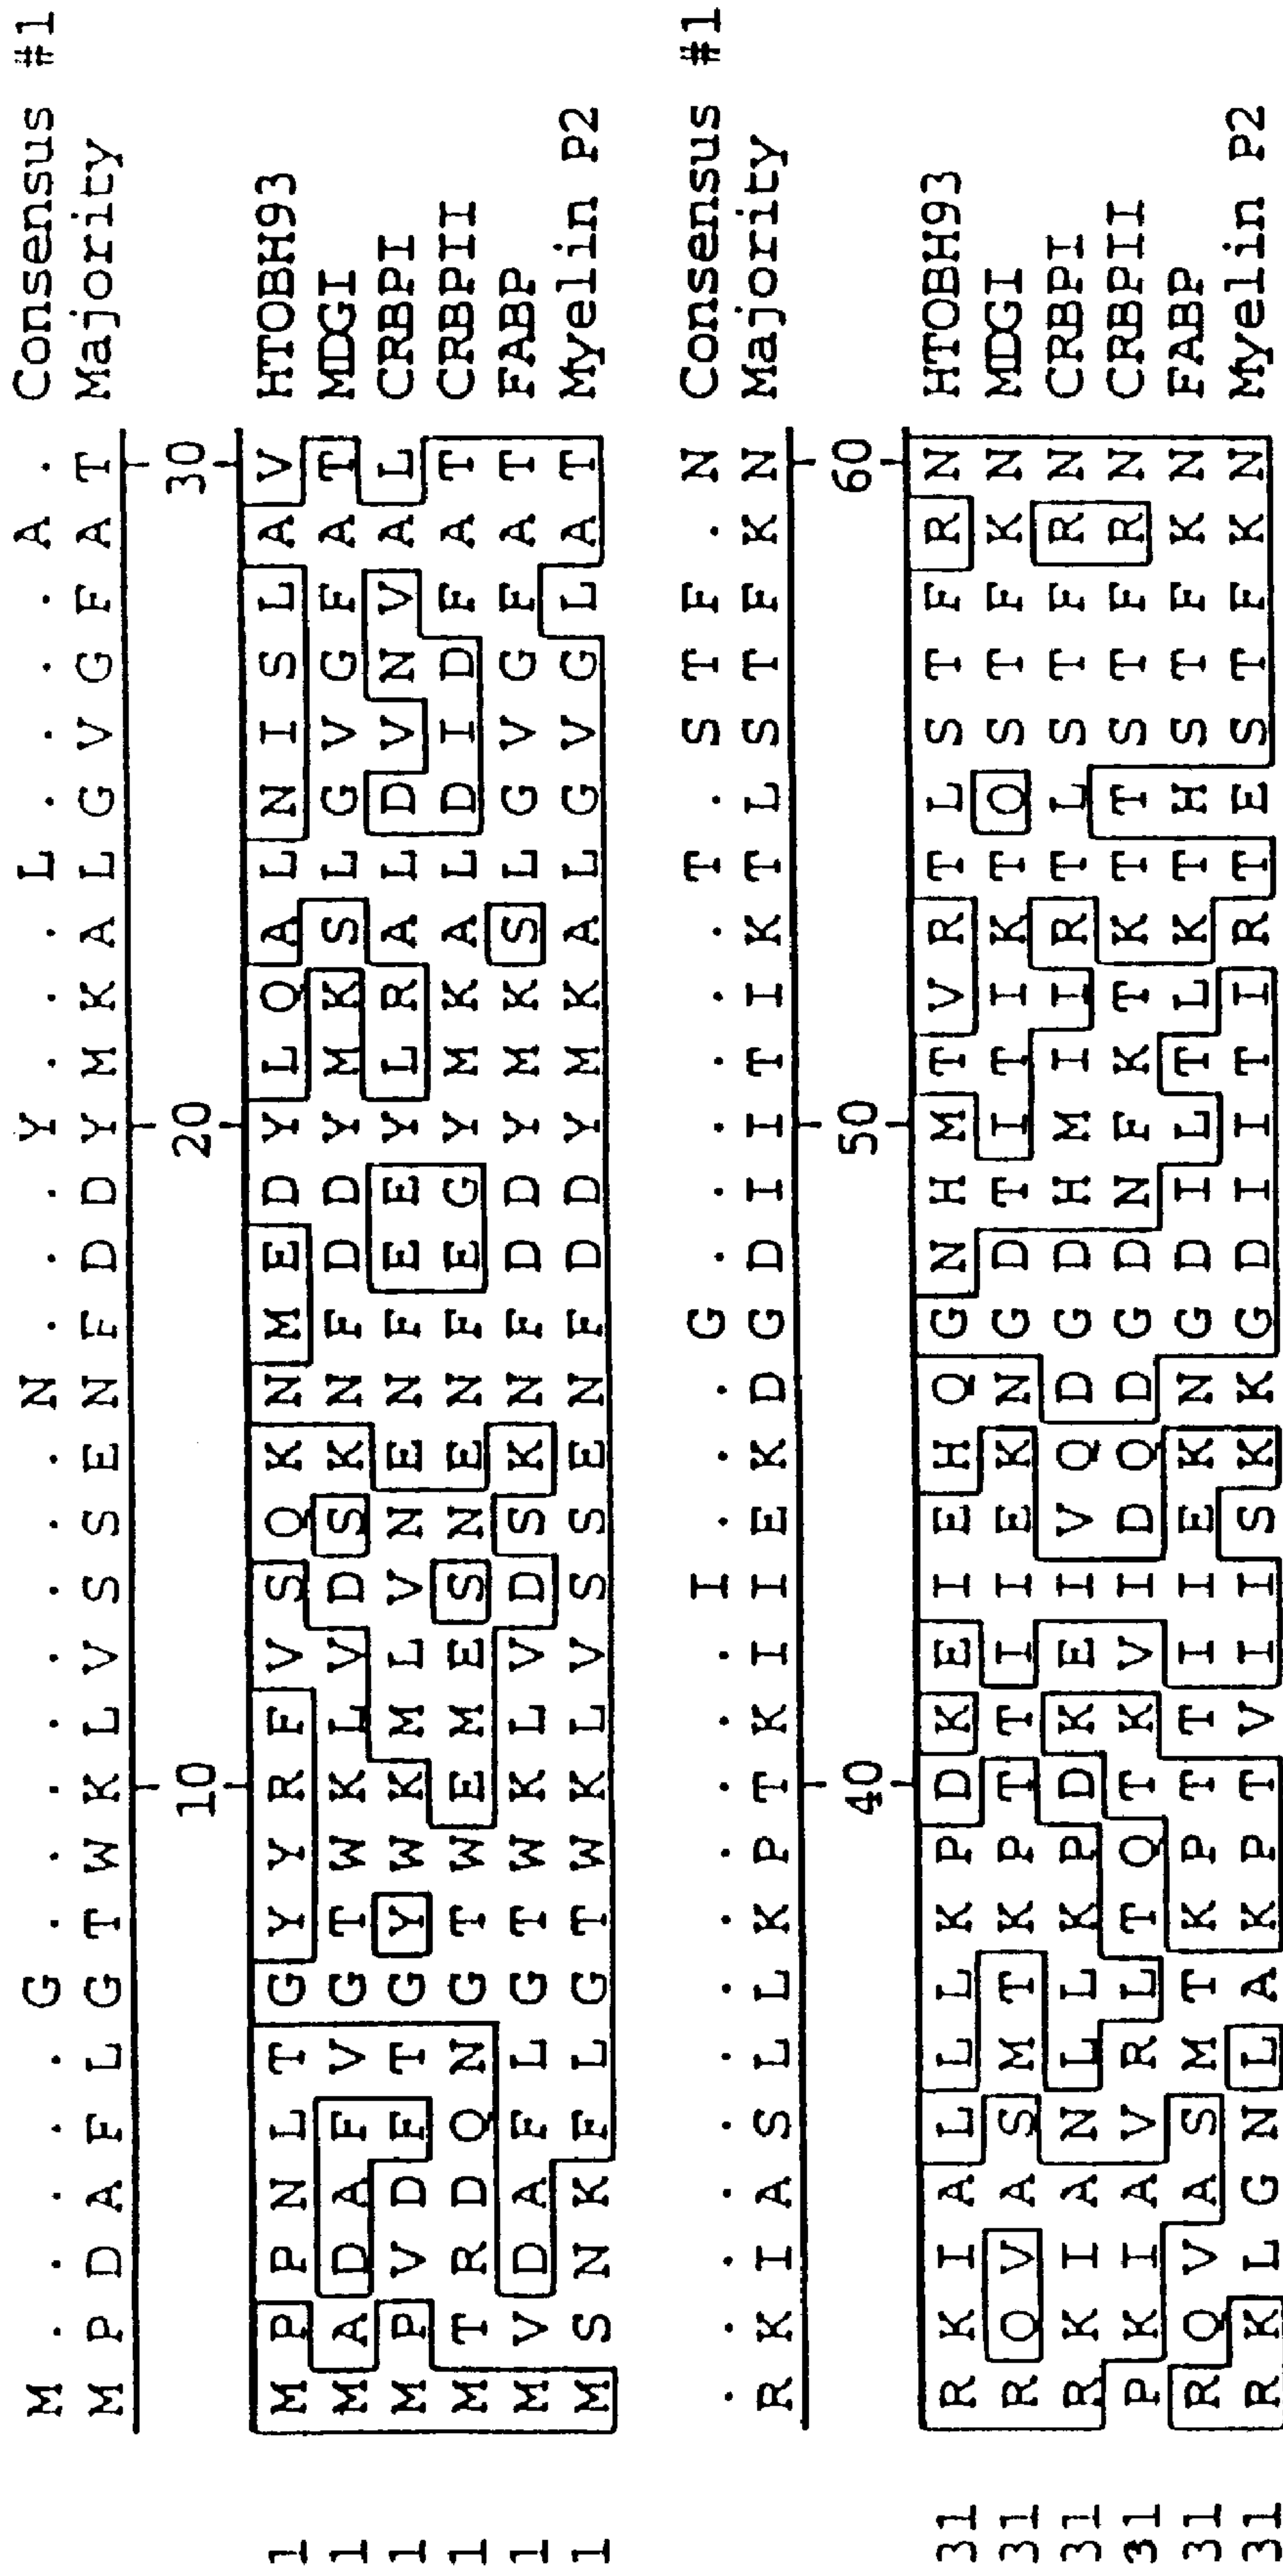 M . . . . . G . . . . . . . . N . . . Y . . . L . . . . A . Consensus #1
M P D A F L G T W K L V S S E N F D D Y M K A L G V G F A T Majority
10 20 30
1 M P P N L T G Y Y R F V S Q K N M E D Y L Q A L N I S L A V HTOBH93
1 M A D A F V G T W K L V D S K N F D D Y M K S L G V G F A T MDGI
1 M P V D F T G Y W K M L V N E N F E E Y L R A L D V N V A L CRBPI
1 M T R D Q N G T W E M E S N E N F E G Y M K A L D I D F A T CRBPII
1 M V D A F L G T W K L V D S K N F D D Y M K S L G V G F A T FABP
1 M S N K F L G T W K L V S S E N F D D Y M K A L G V G L A T Myelin P2
. . . . . . . . . . . . I . . . G . . . . . . T . S T F . N Consensus #1
R K I A S L L K P T K I I E K D G D I I T I K T L S T F K N Majority
40 50 60
31 R K I A L L L K P D K E I E H Q G N H M T V R T L S T F R N HTOBH93
31 R Q V A S M T K P T T I I E K N G D T I T I K T Q S T F K N MDGI
31 R K I A N L L K P D K E I V Q D G D H M I I R T L S T F R N CRBPI
31 P K I A V R L T Q T K V I D Q D G D N F K T K T T S T F R N CRBPII
31 R Q V A S M T K P T T I I E K N G D I L T L K T H S T F K N FABP
31 R K L G N L A K P T V I I S K K G D I I T I R T E S T F K N Myelin P2